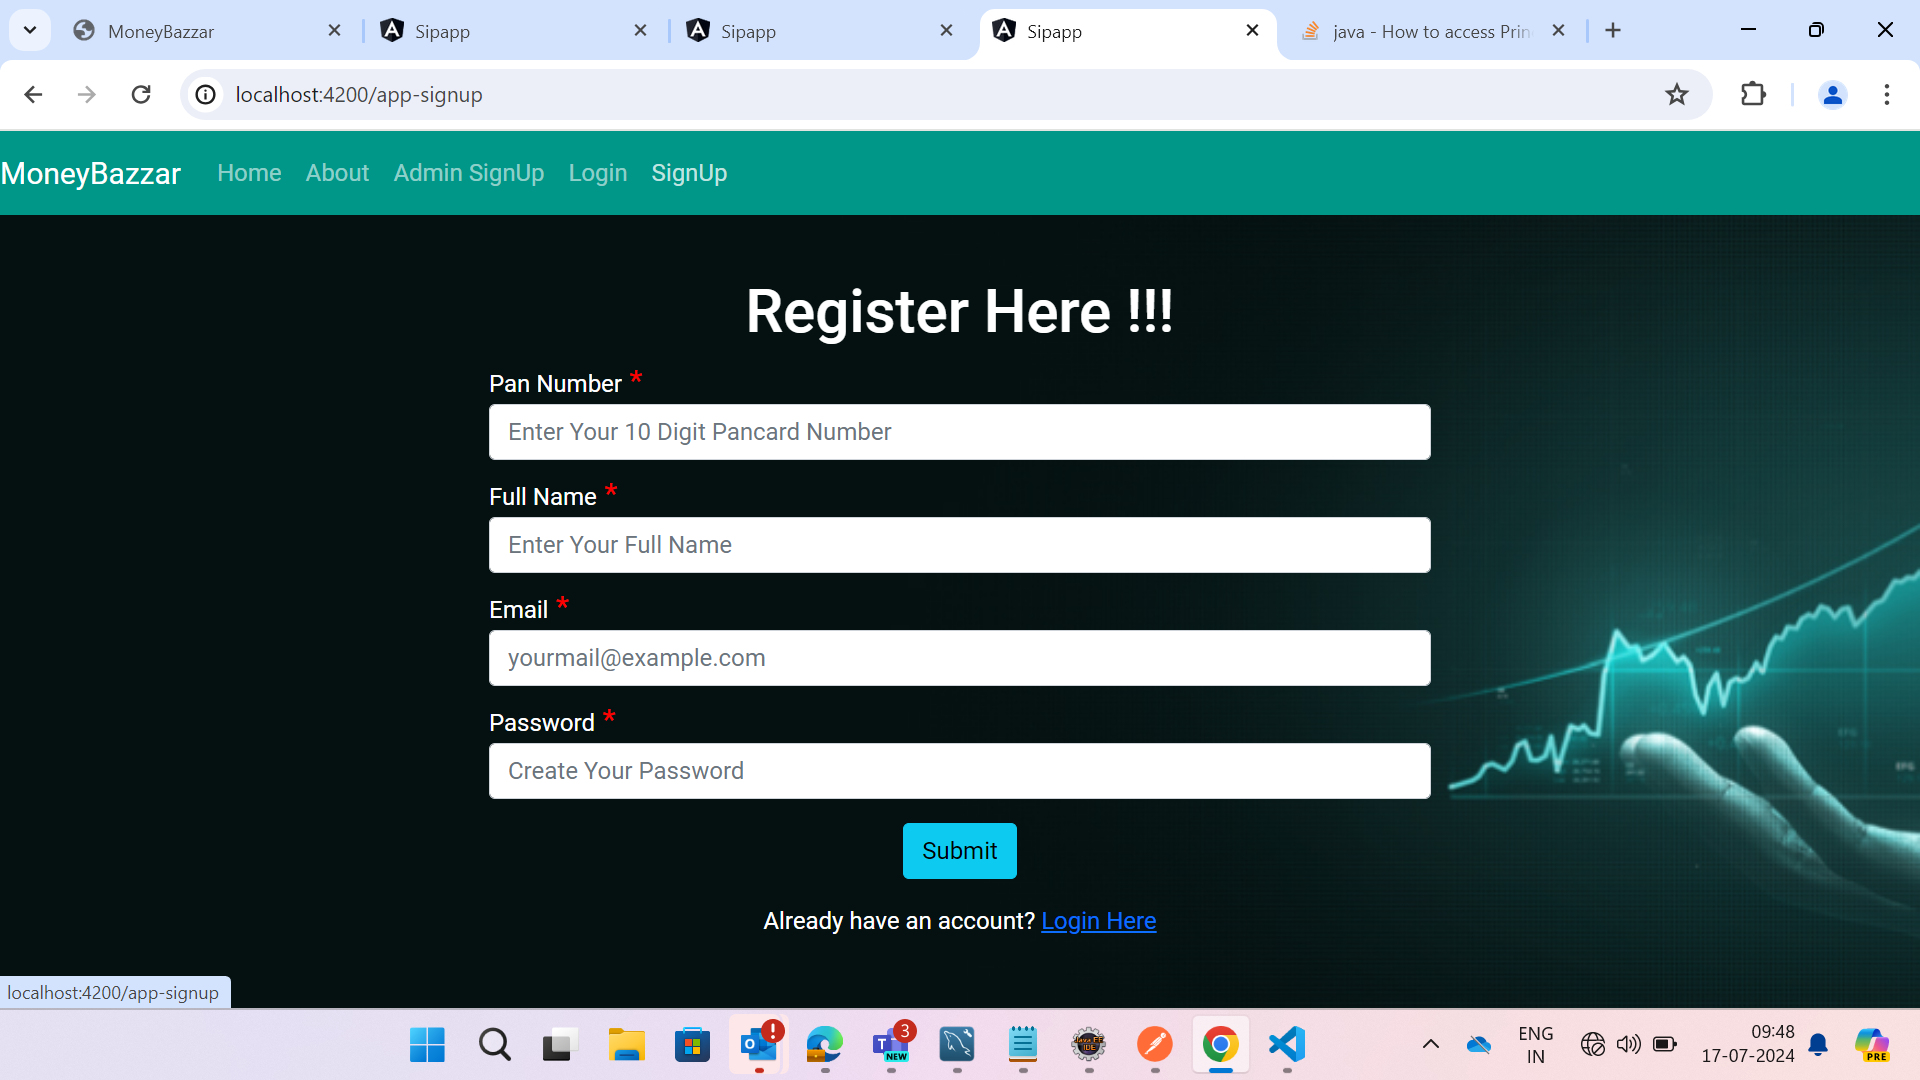 MoneyBazzar
Sipapp
Sipapp
Sipapp
java - How to access Prin
localhost:4200/app-signup
MoneyBazzar Home About Admin SignUp Login SignUp
Register Here !!!
Pan Number *
Enter Your 10 Digit Pancard Number
Full Name *
Enter Your Full Name
Email *
yourmail@example.com
Password *
Create Your Password
Submit
Already have an account? Login Here
localhost:4200/app-signup
3
NEW
ENG
IN
09:48
17-07-2024
PRE